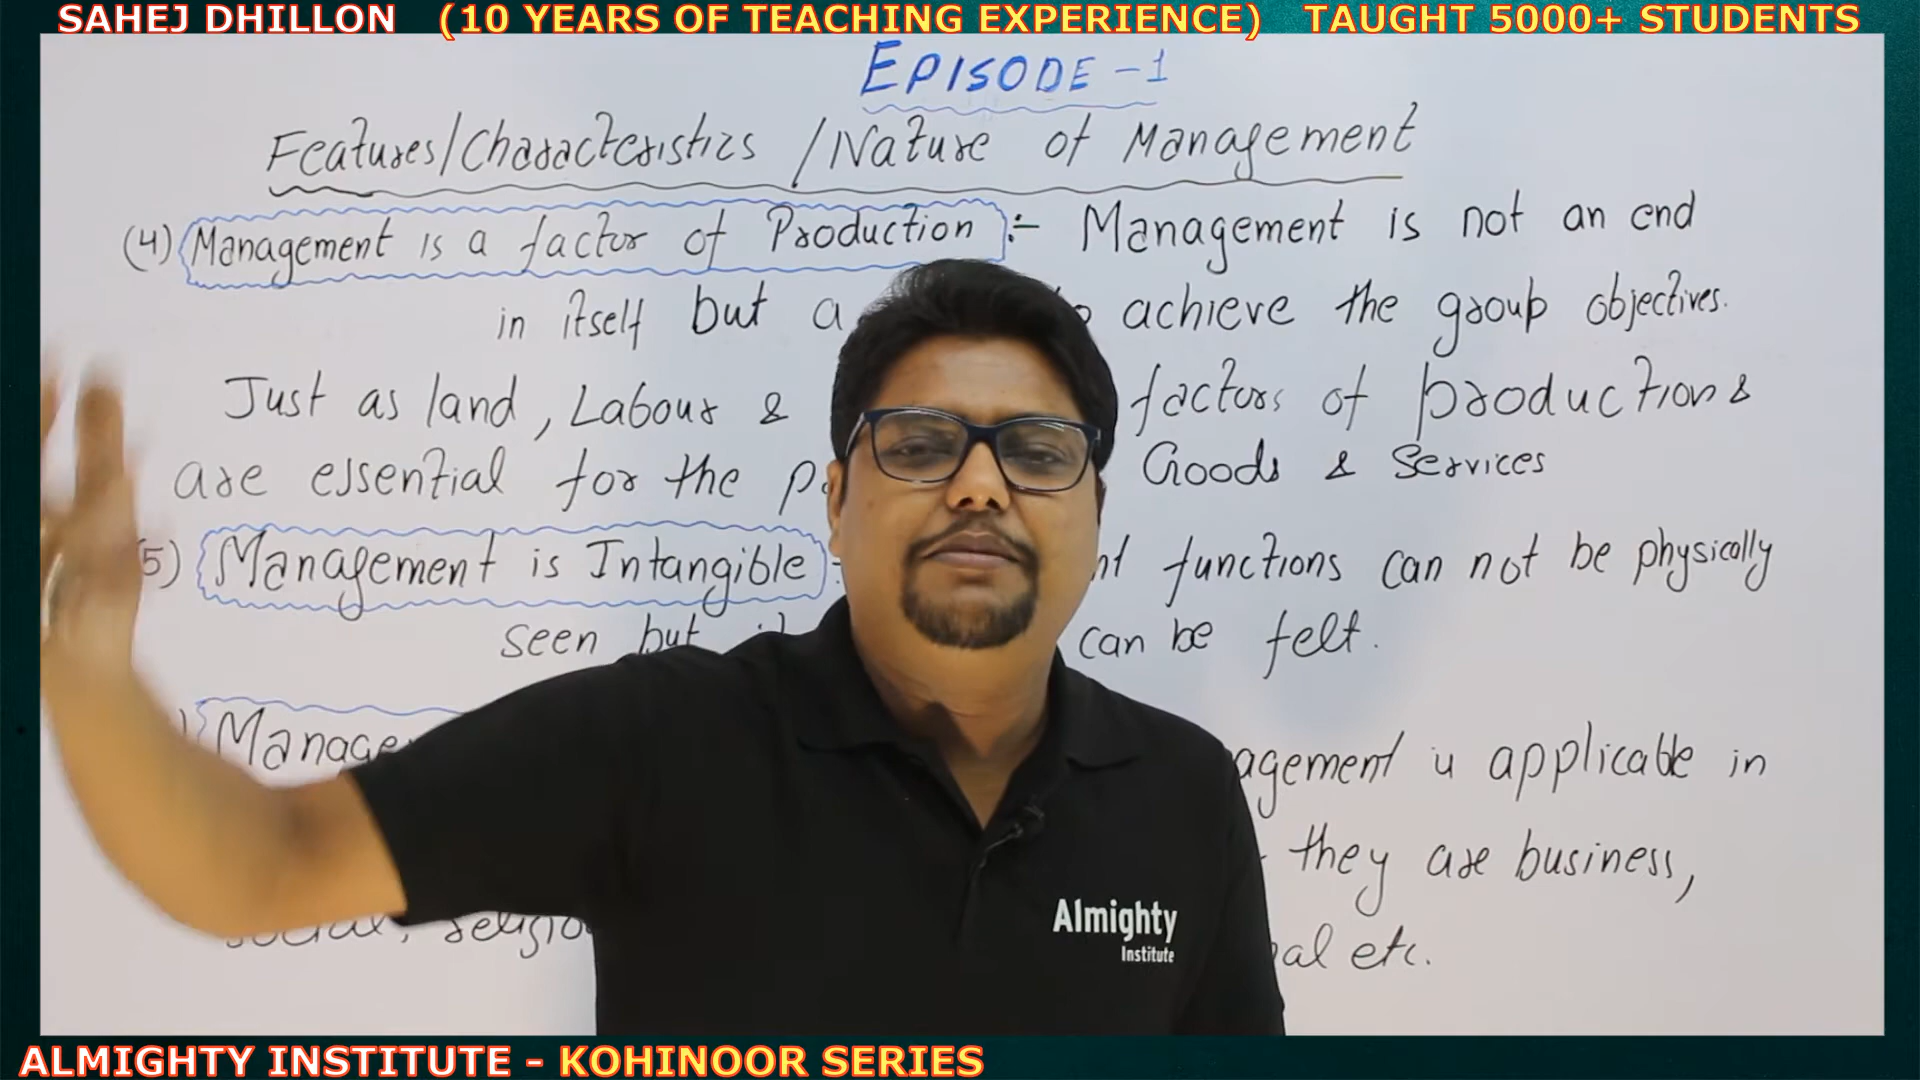 SAHEJ DHILLON (10 YEARS OF TEACHING EXPERIENCE) TAUGHT 5000+ STUDENTS
EPISODE -1
Features/Characteristics /Nature of Management
(4) Management is a factor of Production :- Management is not an end
in itself but a achieve the group objectives.
Just as land, Labour & factors of production &
are essential for the Goods & Services
(5) Management is Intangible functions can not be physically
seen but can be felt.
is applicable in
they are business,
social, etc.
Almighty
Institute
ALMIGHTY INSTITUTE - KOHINOOR SERIES